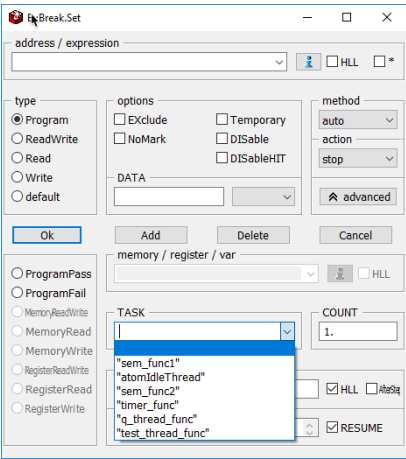 B::Break.Set
address / expression
HLL
*
type
Program
ReadWrite
Read
Write
default
options
EXclude
Temporary
NoMark
DISable
DISableHIT
DATA
method
auto
action
stop
advanced
Ok
Add
Delete
Cancel
memory / register / var
HLL
ProgramPass
ProgramFail
MemoryReadWrite
MemoryRead
MemoryWrite
RegisterReadWrite
RegisterRead
RegisterWrite
TASK
"sem_func1"
"atomIdleThread"
"sem_func2"
"timer_func"
"q_thread_func"
"test_thread_func"
COUNT
1.
HLL
AfterStep
RESUME